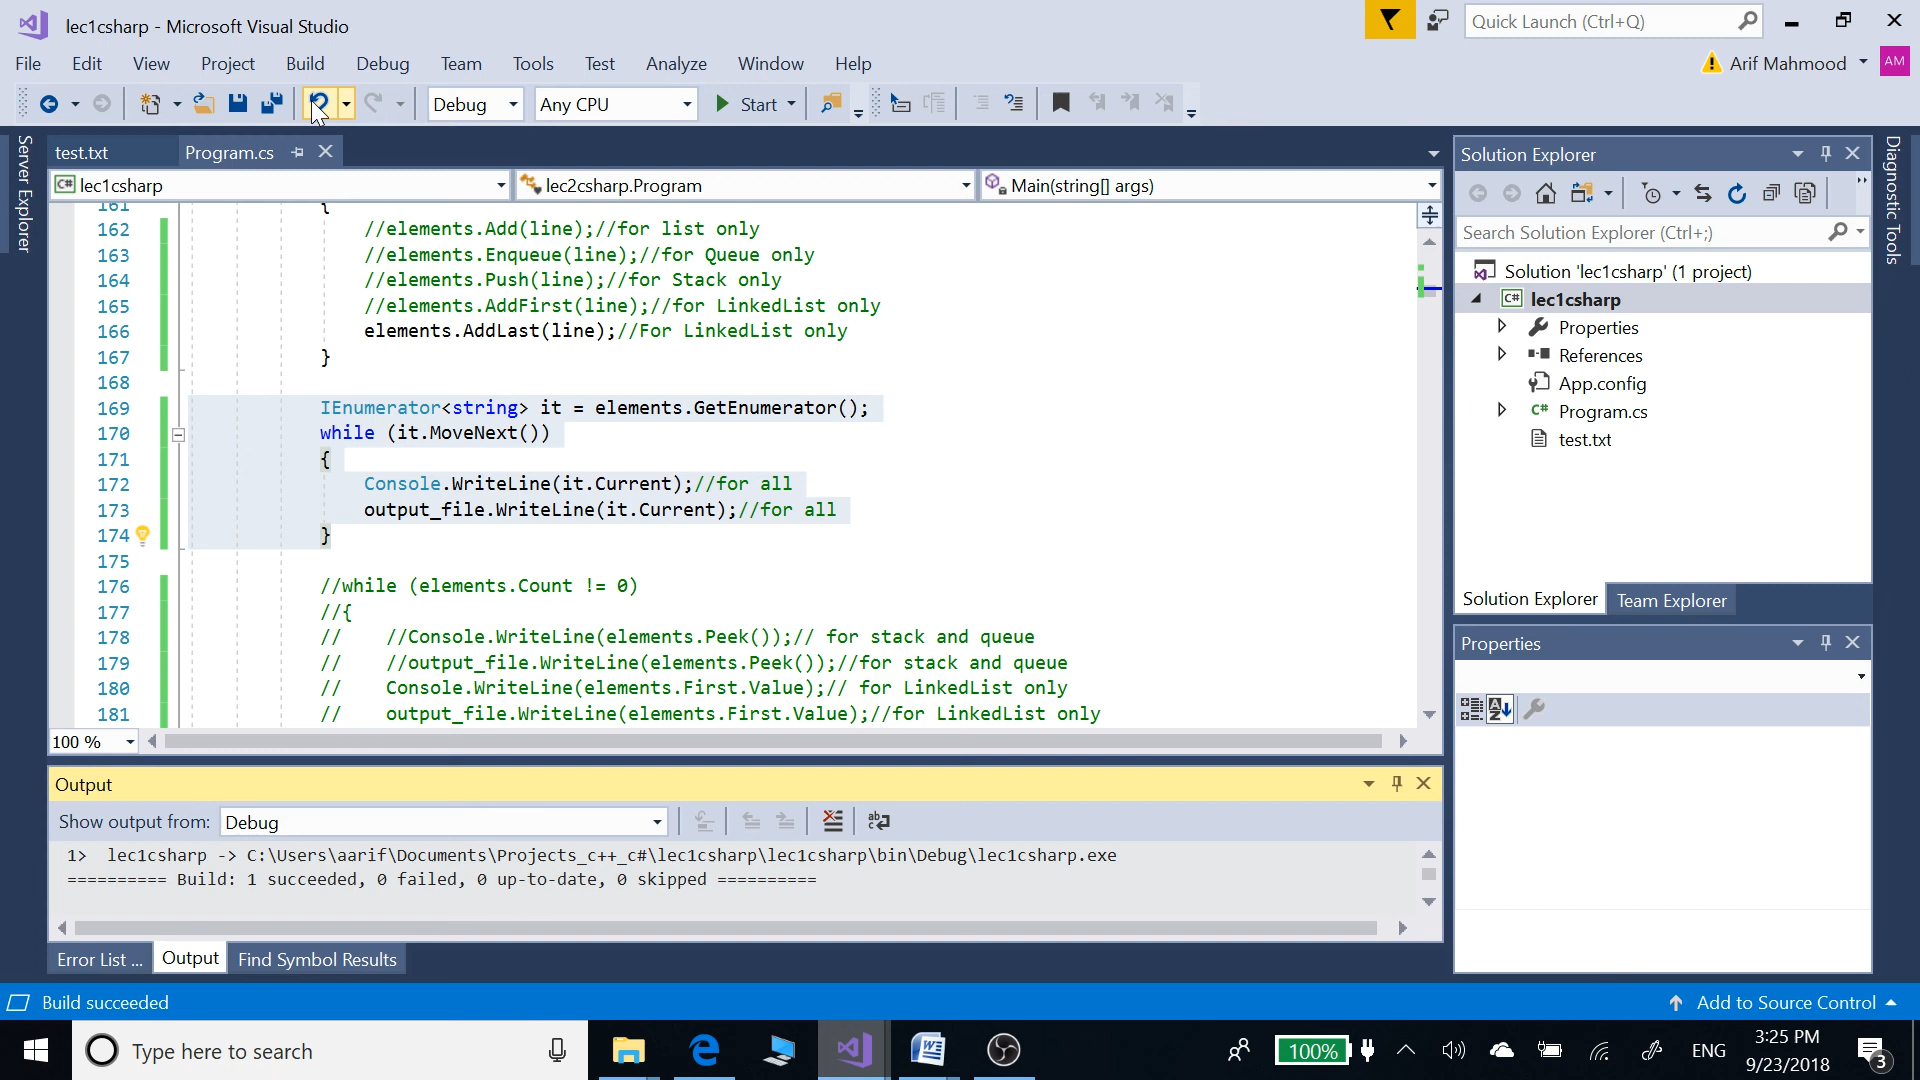 lec1csharp - Microsoft Visual Studio
Quick Launch (Ctrl+Q)
File Edit View Project Build Debug Team Tools Test Analyze Window Help
Arif Mahmood AM
Debug Any CPU Start
Server Explorer
test.txt Program.cs
C# lec1csharp lec2csharp.Program Main(string[] args)
161 {
162 //elements.Add(line);//for list only
163 //elements.Enqueue(line);//for Queue only
164 //elements.Push(line);//for Stack only
165 //elements.AddFirst(line);//for LinkedList only
166 elements.AddLast(line);//For LinkedList only
167 }
168
169 IEnumerator<string> it = elements.GetEnumerator();
170 while (it.MoveNext())
171 {
172 Console.WriteLine(it.Current);//for all
173 output_file.WriteLine(it.Current);//for all
174 }
175
176 //while (elements.Count != 0)
177 //{
178 // //Console.WriteLine(elements.Peek());// for stack and queue
179 // //output_file.WriteLine(elements.Peek());//for stack and queue
180 // Console.WriteLine(elements.First.Value);// for LinkedList only
181 // output_file.WriteLine(elements.First.Value);//for LinkedList only
100 %
Output
Show output from: Debug
1> lec1csharp -> C:\Users\aarif\Documents\Projects_c++_c#\lec1csharp\lec1csharp\bin\Debug\lec1csharp.exe
========== Build: 1 succeeded, 0 failed, 0 up-to-date, 0 skipped ==========
Error List ... Output Find Symbol Results
Solution Explorer
Search Solution Explorer (Ctrl+;)
Solution 'lec1csharp' (1 project)
C# lec1csharp
Properties
References
App.config
C# Program.cs
test.txt
Solution Explorer Team Explorer
Properties
Diagnostic Tools
Build succeeded
Add to Source Control
Type here to search
100%
ENG
3:25 PM
9/23/2018
3